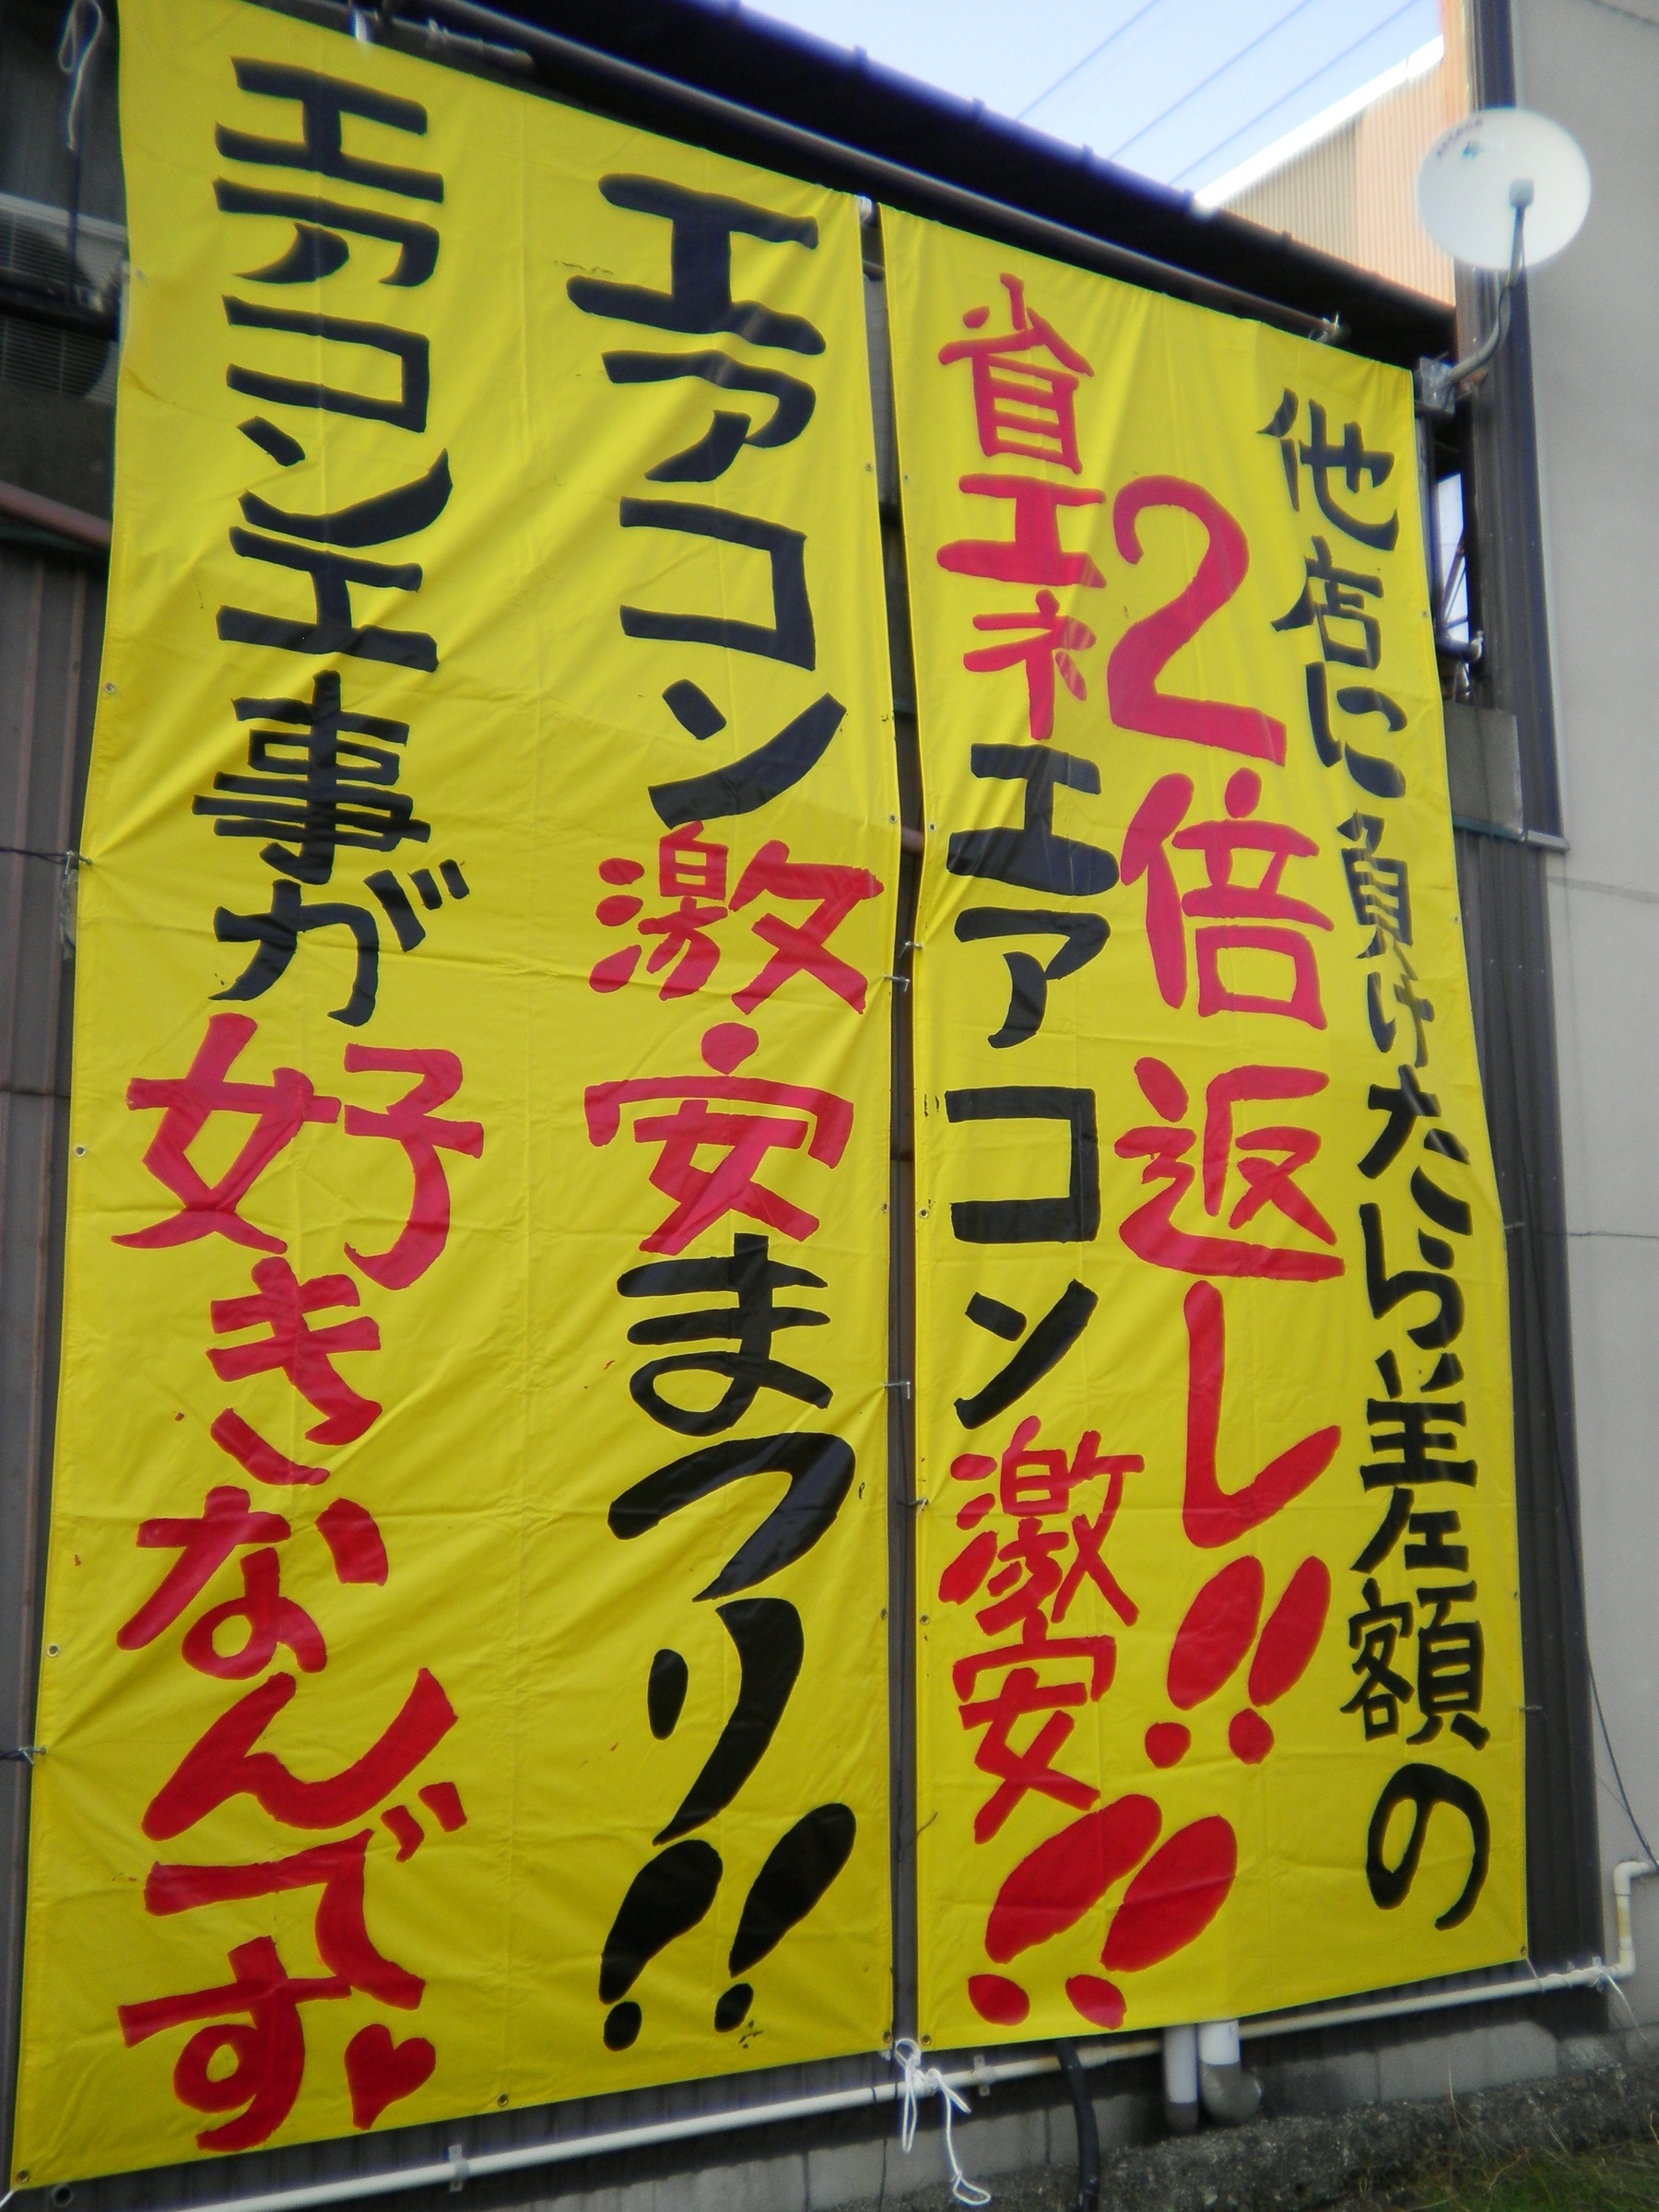 他店に負けたら差額の
2倍返し!!
省エネエアコン激安!!
エアコン激安まつり!!
エアコン工事が好きなんです♥